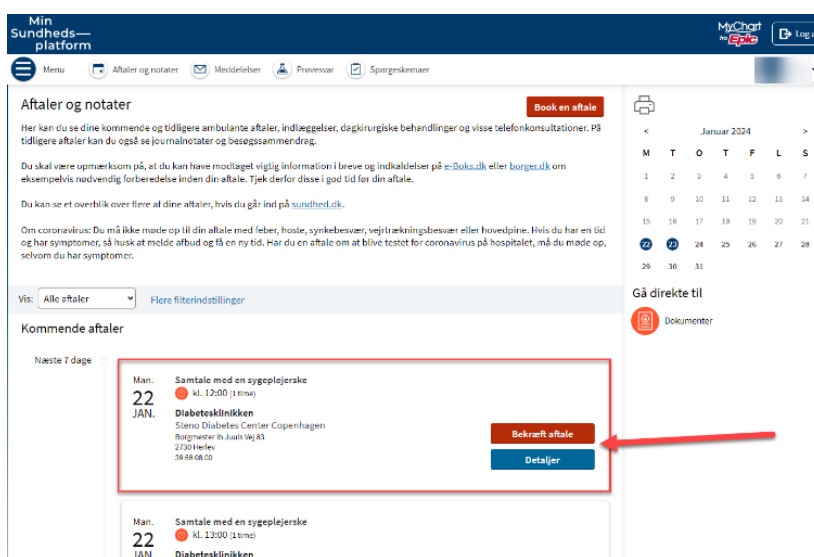 Min
Sundheds—
platform
MyChart
Epic
Log a
Menu
Aftaler og notater
Meddelelser
Prøvesvar
Spørgeskemaer
Aftaler og notater
Book en aftale
Her kan du se dine kommende og tidligere ambulante aftaler, indlæggelser, dagkirurgiske behandlinger og visse telefonkonsultationer. På
tidligere aftaler kan du også se journalnotater og besøgssammendrag.
Du skal være opmærksom på, at du kan have modtaget vigtig information i breve og indkaldelser på e-Boks.dk eller borger.dk om
eksempelvis nødvendig forberedelse inden din aftale. Tjek derfor disse i god tid før din aftale.
Du kan se et overblik over flere af dine aftaler, hvis du går ind på sundhed.dk.
Om coronavirus: Du må ikke møde op til din aftale med feber, hoste, synkebesvær, vejrtrækningsbesvær eller hovedpine. Hvis du har en tid
og har symptomer, så husk at melde afbud og få en ny tid. Har du en aftale om at blive testet for coronavirus på hospitalet, må du møde op,
selvom du har symptomer.
Vis: Alle aftaler
Flere filterindstillinger
Kommende aftaler
Næste 7 dage
Man.
22
JAN.
Samtale med en sygeplejerske
kl. 12:00 (1 time)
Diabetesklinikken
Steno Diabetes Center Copenhagen
Borgmester Ib Juuls Vej 83
2730 Herlev
39 68 08 00
Bekræft aftale
Detaljer
Man.
22
JAN.
Samtale med en sygeplejerske
kl. 13:00 (1 time)
Diabetesklinikken
< Januar 2024 >
M T O T F L S
1 2 3 4 5 6 7
8 9 10 11 12 13 14
15 16 17 18 19 20 21
22 23 24 25 26 27 28
29 30 31
Gå direkte til
Dokumenter